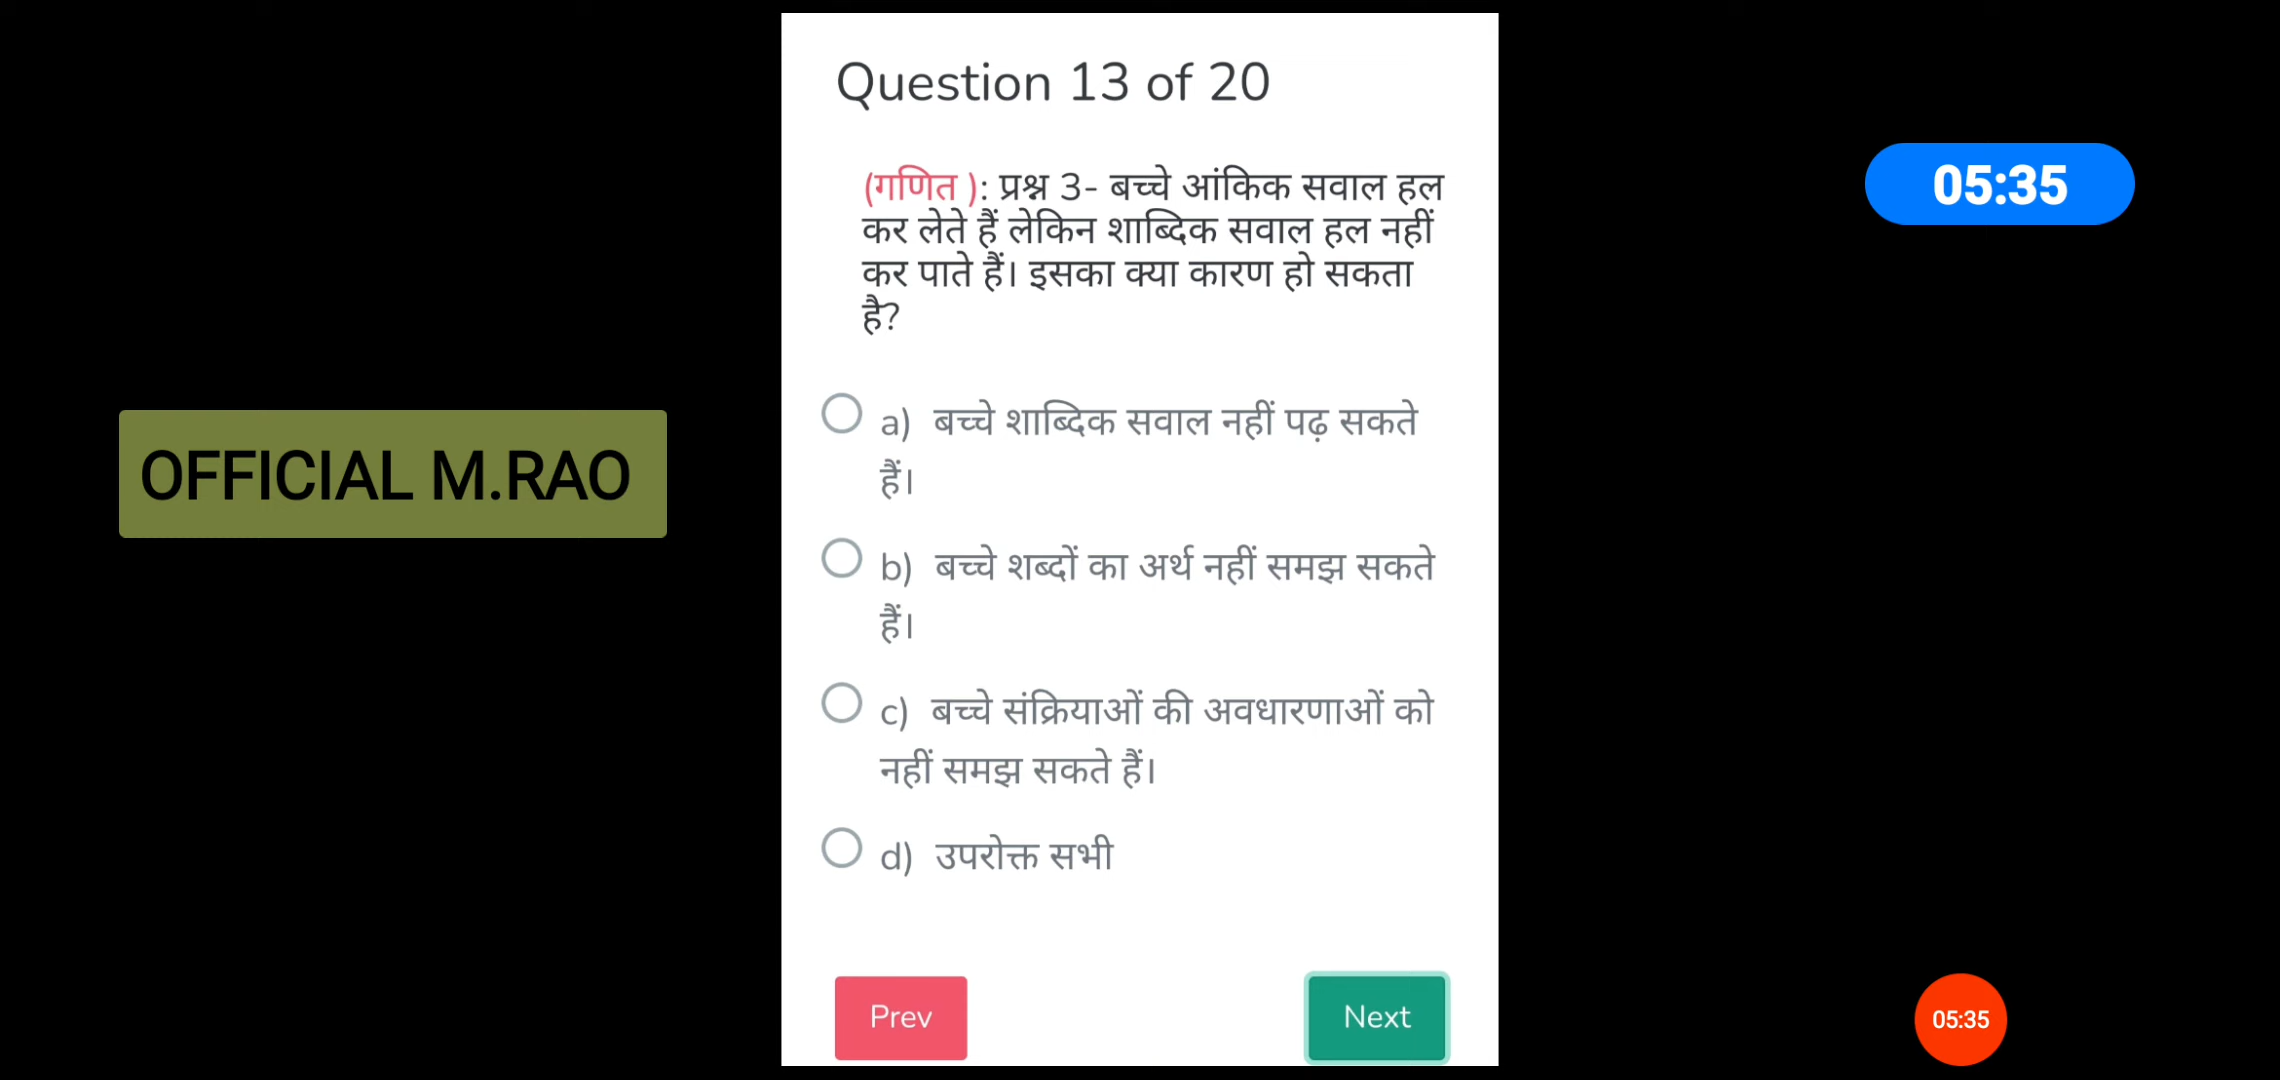 Question 13 of 20
(गणित ): प्रश्न 3- बच्चे आंकिक सवाल हल
कर लेते हैं लेकिन शाब्दिक सवाल हल नहीं
कर पाते हैं। इसका क्या कारण हो सकता
है?
05:35
OFFICIAL M.RAO
a) बच्चे शाब्दिक सवाल नहीं पढ़ सकते
हैं।
b) बच्चे शब्दों का अर्थ नहीं समझ सकते
हैं।
c) बच्चे संक्रियाओं की अवधारणाओं को
नहीं समझ सकते हैं।
d) उपरोक्त सभी
Prev
Next
05:35